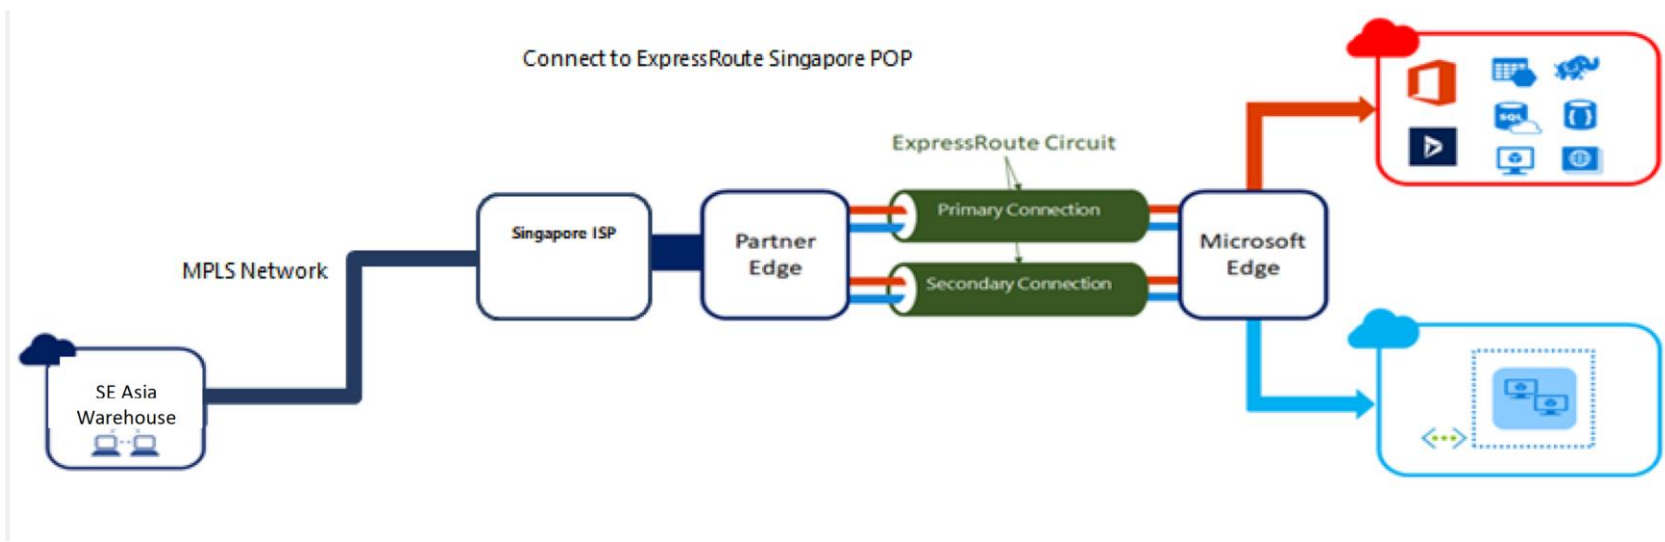 Connect to ExpressRoute Singapore POP
ExpressRoute Circuit
Singapore ISP
Primary Connection
Partner
Edge
Microsoft
Edge
MPLS Network
Secondary Connection
SE Asia
Warehouse
SQL